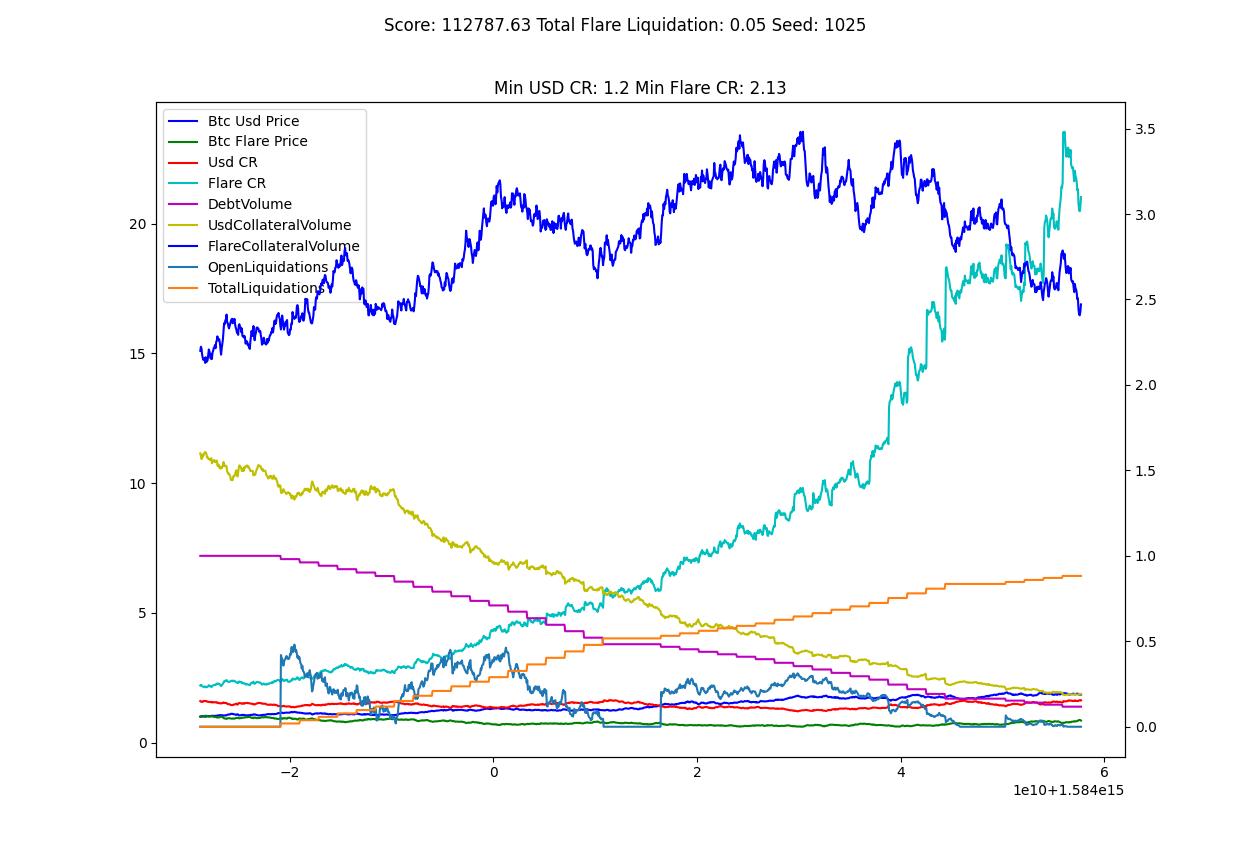 Score: 112787.63 Total Flare Liquidation: 0.05 Seed: 1025
Min USD CR: 1.2 Min Flare CR: 2.13
Btc Usd Price
Btc Flare Price
Usd CR
Flare CR
DebtVolume
UsdCollateralVolume
FlareCollateralVolume
OpenLiquidations
TotalLiquidations
20
15
10
5
0
3.5
3.0
2.5
2.0
1.5
1.0
0.5
0.0
−2 0 2 4 6
1e10+1.584e15